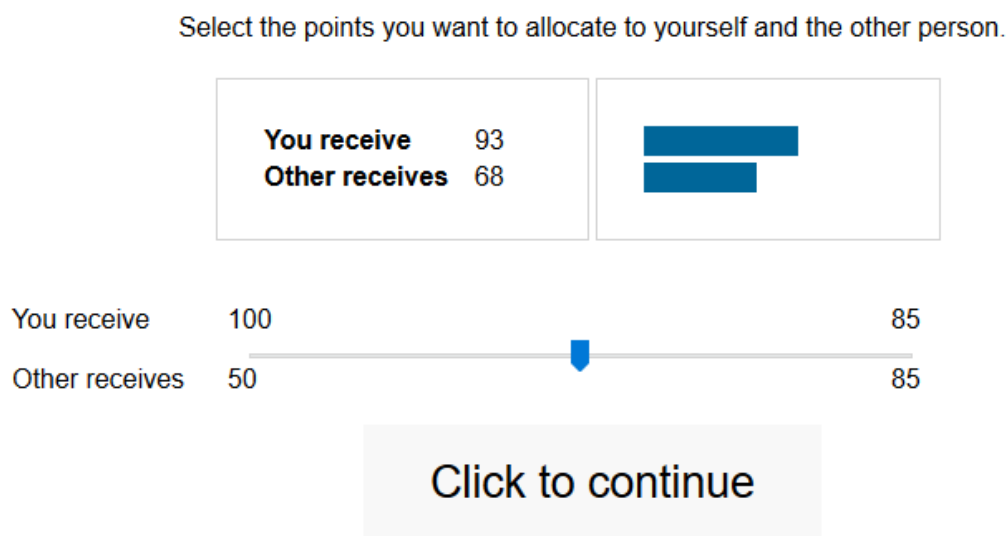 Select the points you want to allocate to yourself and the other person.
You receive 93
Other receives 68
You receive 100 85
Other receives 50 85
Click to continue